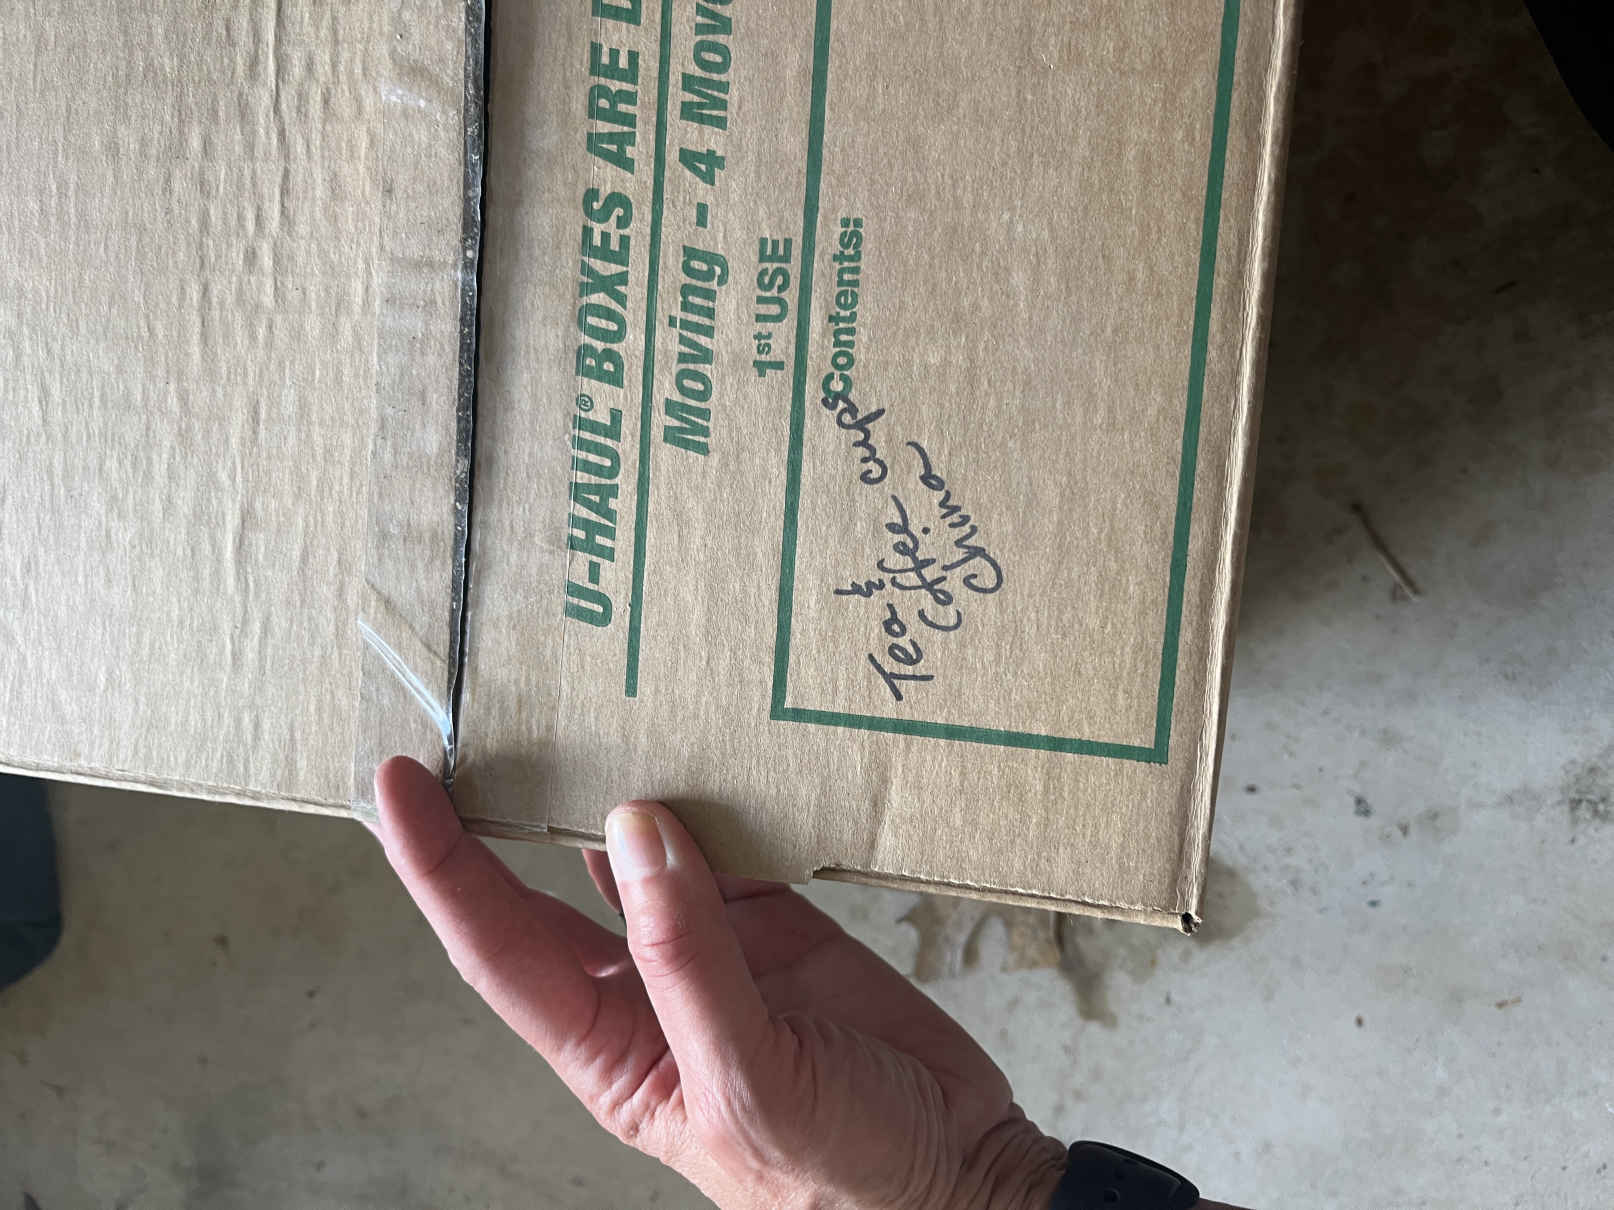 U-HAUL® BOXES ARE
Moving - 4 Mov
1st USE
Contents:
Tea &
Coffee cups
China